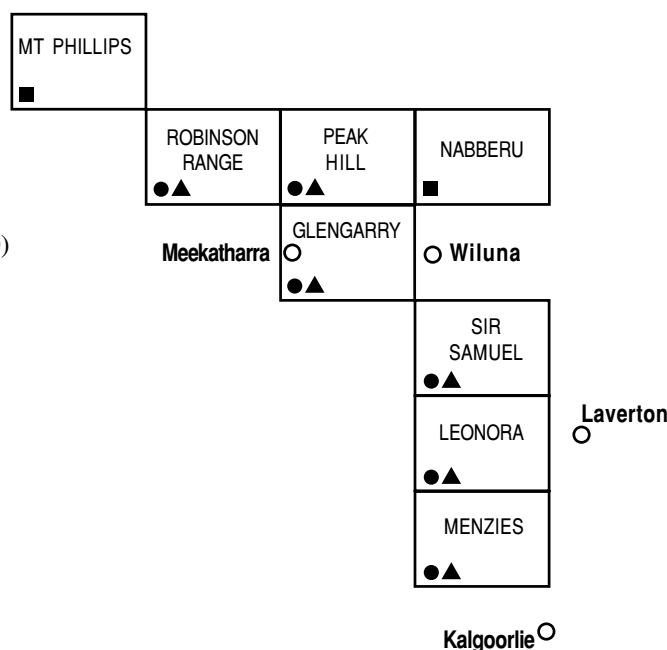 MT PHILLIPS
ROBINSON
RANGE
PEAK
HILL
NABBERU
)
GLENGARRY
Meekatharra
Wiluna
SIR
SAMUEL
Laverton
LEONORA
MENZIES
Kalgoorlie